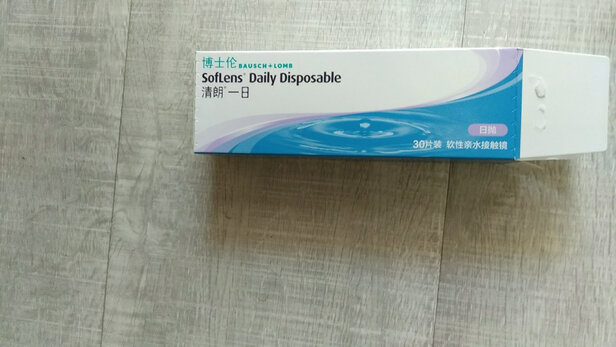 博士伦 BAUSCH+LOMB
SofLens® Daily Disposable
清朗®一日
日抛
30片装 软性亲水接触镜